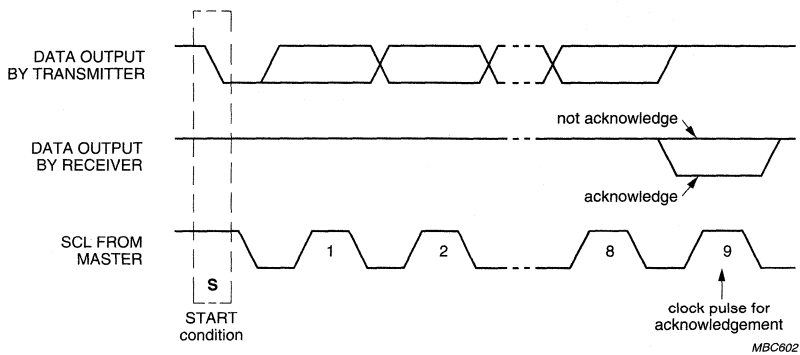 DATA OUTPUT
BY TRANSMITTER
not acknowledge
DATA OUTPUT
BY RECEIVER
acknowledge
SCL FROM
MASTER
1
2
8
9
S
START
condition
clock pulse for
acknowledgement
MBC602